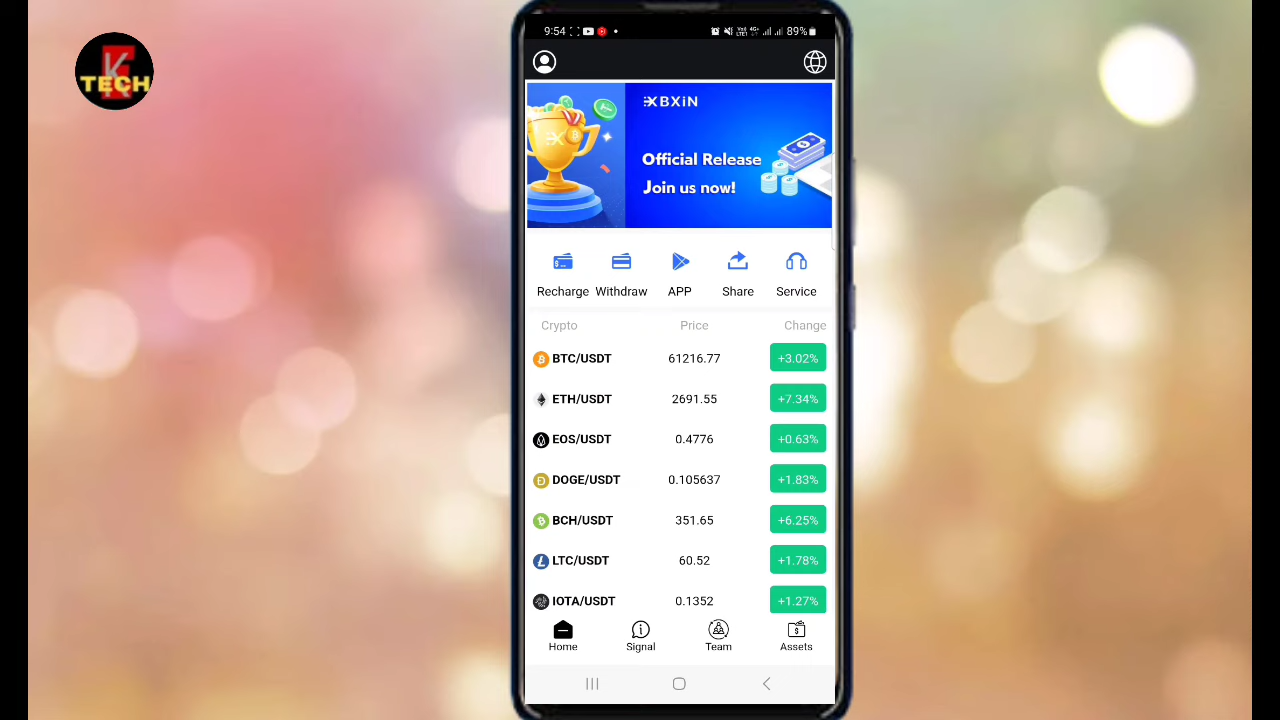 K
TECH
9:54
89%
BXiN
Official Release
Join us now!
Recharge Withdraw APP Share Service
Crypto Price Change
BTC/USDT 61216.77 +3.02%
ETH/USDT 2691.55 +7.34%
EOS/USDT 0.4776 +0.63%
DOGE/USDT 0.105637 +1.83%
BCH/USDT 351.65 +6.25%
LTC/USDT 60.52 +1.78%
IOTA/USDT 0.1352 +1.27%
Home Signal Team Assets